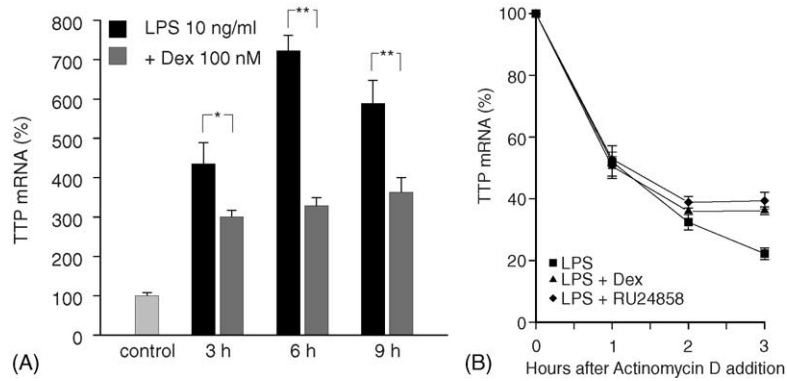 800
700
600
500
400
300
200
100
0
TTP mRNA (%)
LPS 10 ng/ml
+ Dex 100 nM
*
**
**
control 3 h 6 h 9 h
(A)
100
80
60
40
20
0
TTP mRNA (%)
LPS
LPS + Dex
LPS + RU24858
0 1 2 3
Hours after Actinomycin D addition
(B)